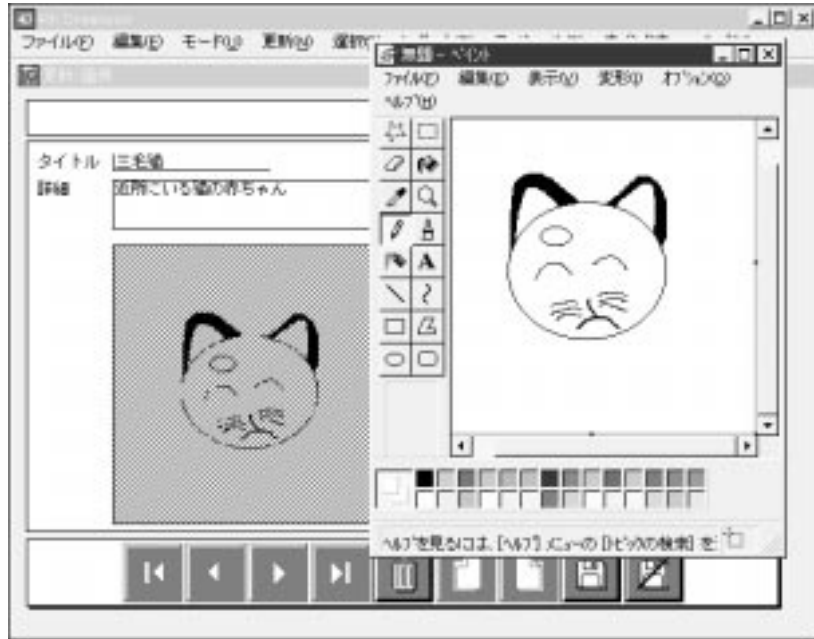 ファイル(F) 編集(E) モード(U) 更新(N)
無題 - ペイント
ファイル(F) 編集(E) 表示(V) 変形(I) オプション(O)
ヘルプ(H)
タイトル 三毛猫
詳細 近所にいる猫の赤ちゃん
A
ヘルプを見るには、[ヘルプ] メニューの [トピックの検索] を